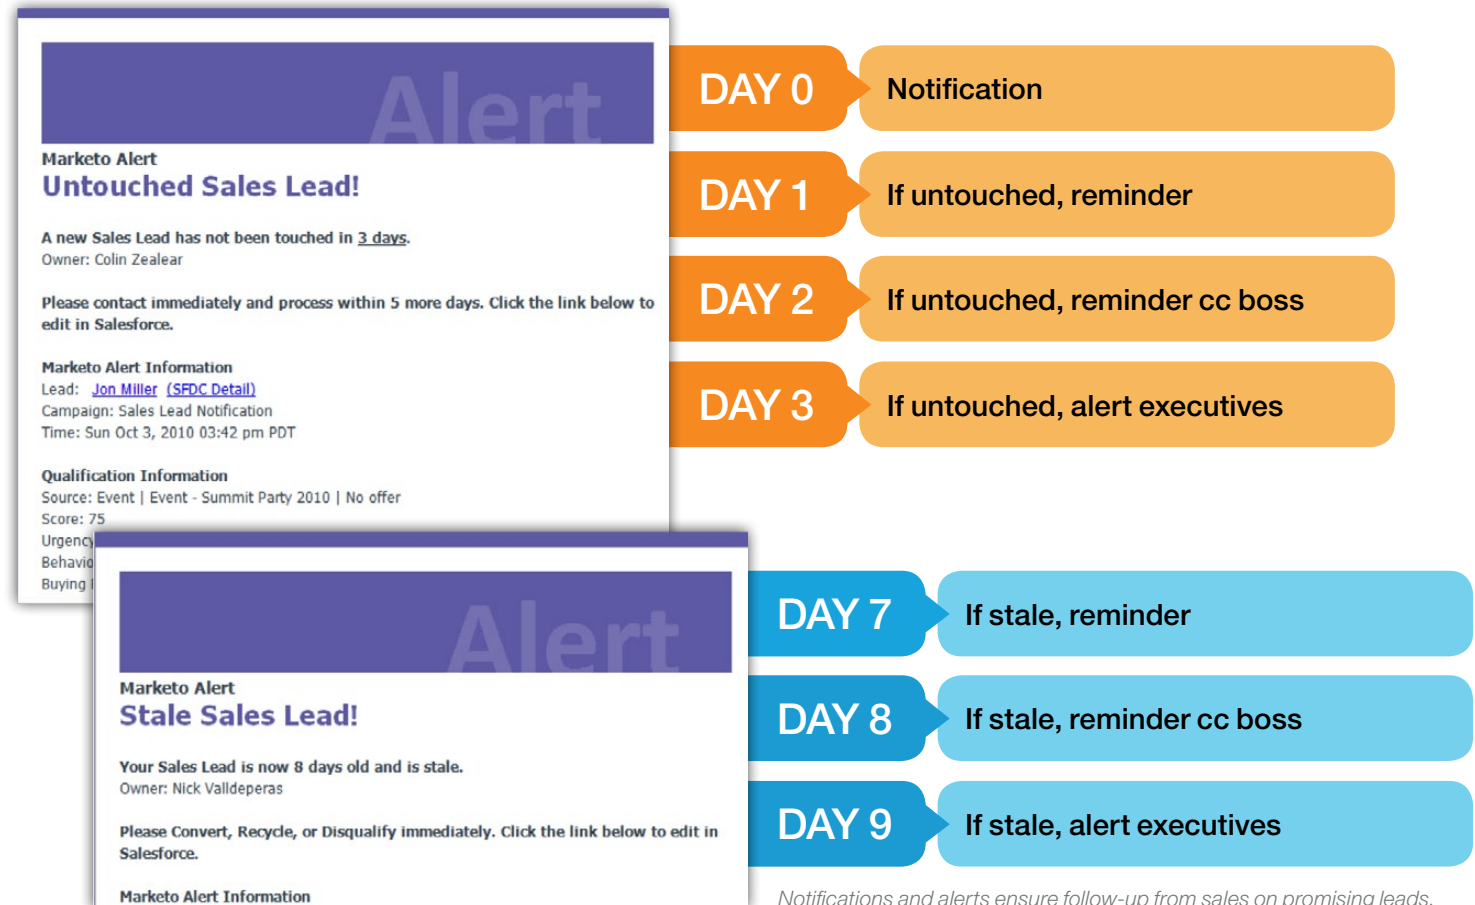 Alert
Marketo Alert
Untouched Sales Lead!
A new Sales Lead has not been touched in 3 days.
Owner: Colin Zealear
Please contact immediately and process within 5 more days. Click the link below to
edit in Salesforce.
Marketo Alert Information
Lead: Jon Miller (SFDC Detail)
Campaign: Sales Lead Notification
Time: Sun Oct 3, 2010 03:42 pm PDT
Qualification Information
Source: Event | Event - Summit Party 2010 | No offer
Score: 75
Urgency
Behavio
Buying
DAY 0
Notification
DAY 1
If untouched, reminder
DAY 2
If untouched, reminder cc boss
DAY 3
If untouched, alert executives
Alert
Marketo Alert
Stale Sales Lead!
Your Sales Lead is now 8 days old and is stale.
Owner: Nick Valldeperas
Please Convert, Recycle, or Disqualify immediately. Click the link below to edit in
Salesforce.
Marketo Alert Information
DAY 7
If stale, reminder
DAY 8
If stale, reminder cc boss
DAY 9
If stale, alert executives
Notifications and alerts ensure follow-up from sales on promising leads.